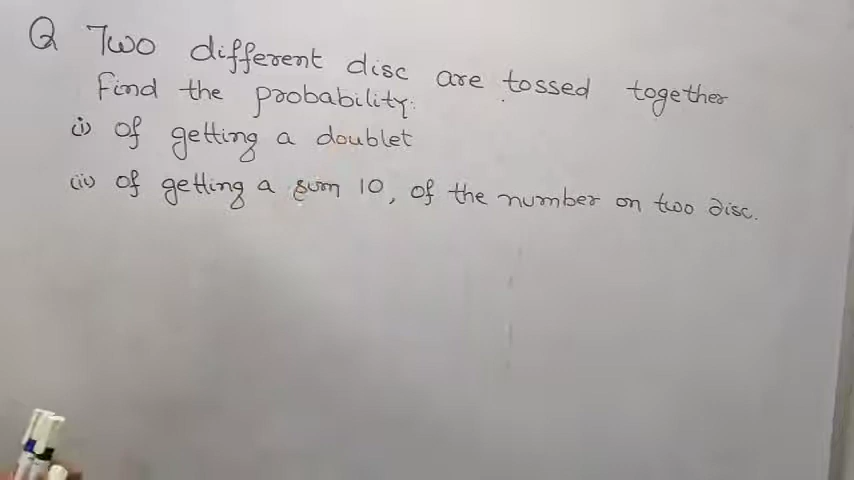 Q Two different disc are tossed together
Find the probability.
(i) of getting a doublet
(ii) of getting a sum 10, of the number on two disc.